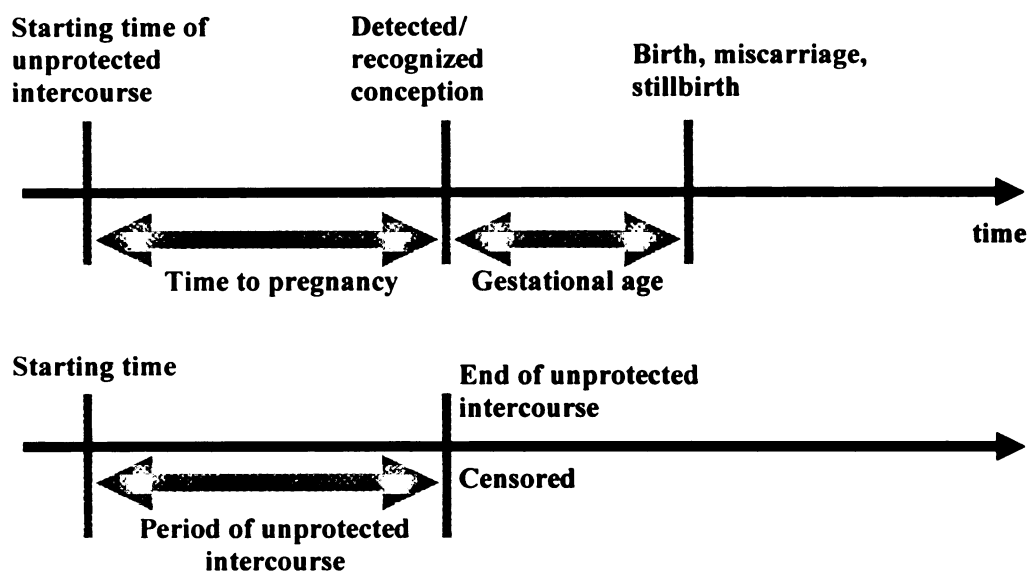 Starting time of
unprotected
intercourse
Detected/
recognized
conception
Birth, miscarriage,
stillbirth
time
Time to pregnancy
Gestational age
Starting time
End of unprotected
intercourse
Censored
Period of unprotected
intercourse